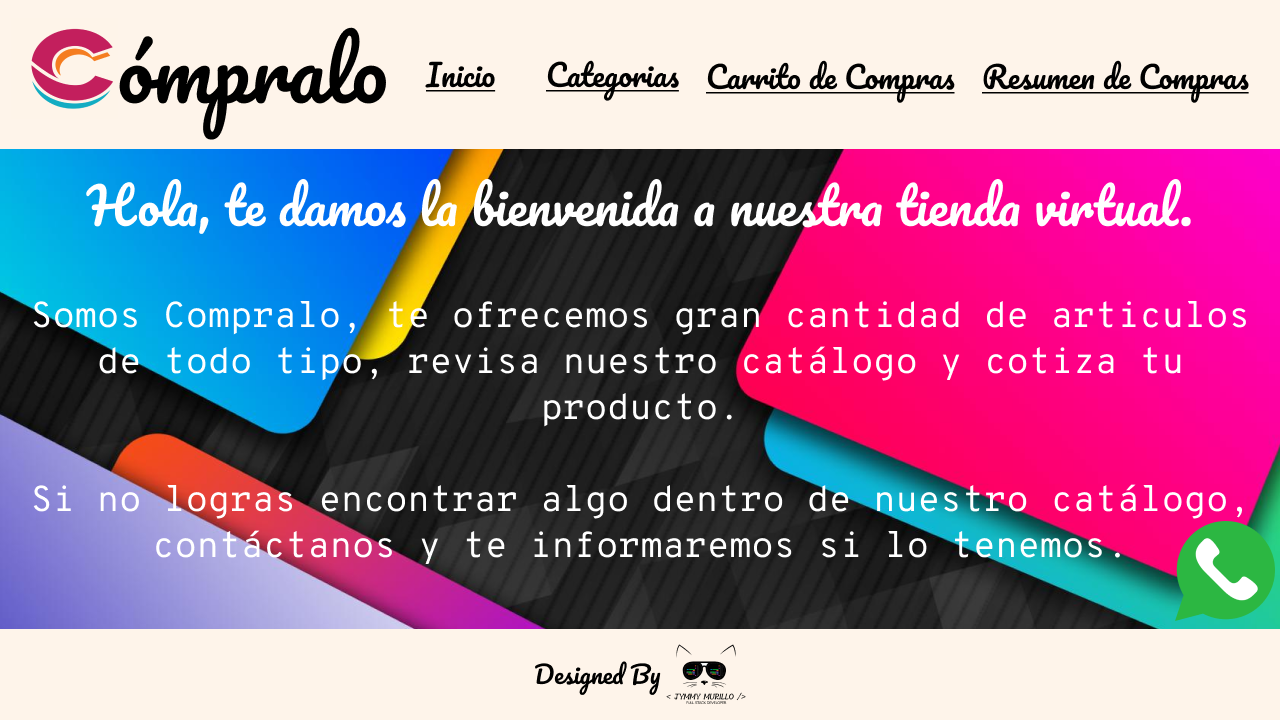 Cómpralo
Inicio
Categorias
Carrito de Compras
Resumen de Compras
Hola, te damos la bienvenida a nuestra tienda virtual.
Somos Compralo, te ofrecemos gran cantidad de articulos
de todo tipo, revisa nuestro catálogo y cotiza tu
producto.
Si no logras encontrar algo dentro de nuestro catálogo,
contáctanos y te informaremos si lo tenemos.
Designed By
< JYMMY MURILLO />
FULL STACK DEVELOPER